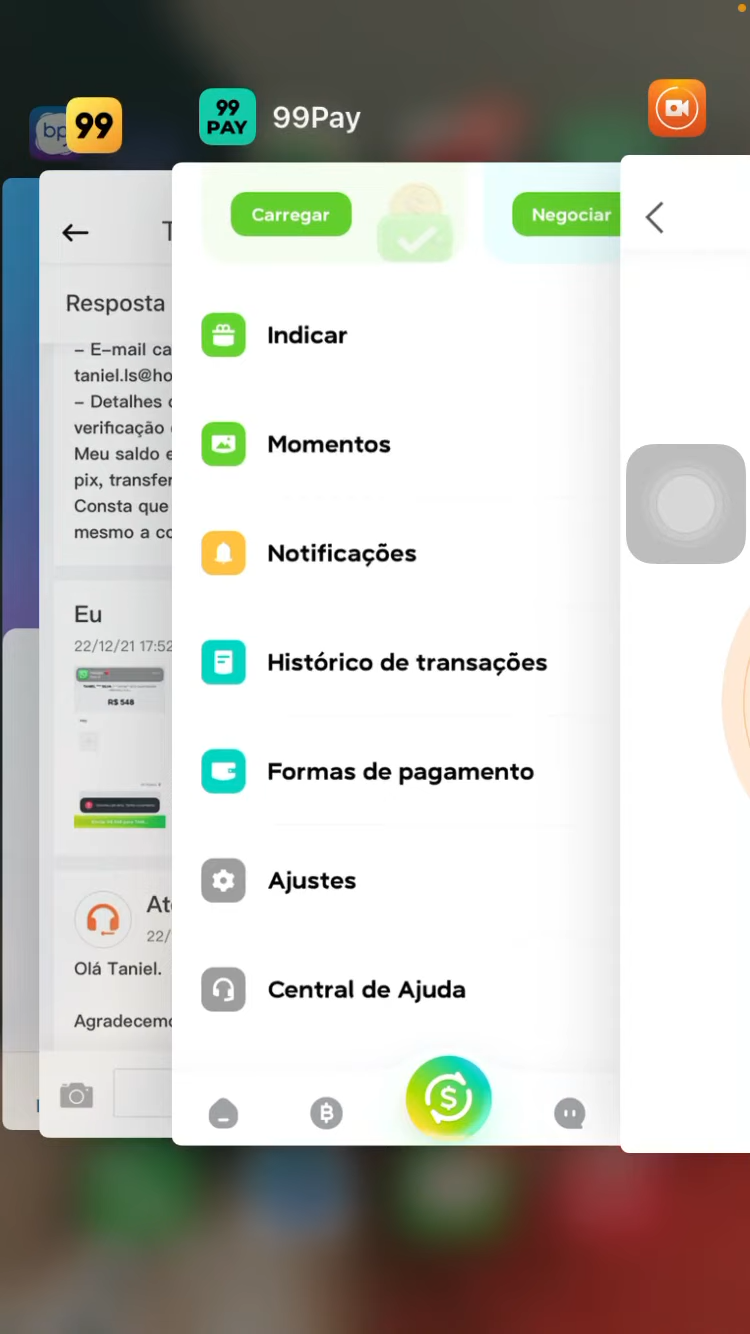 bp
99
99
PAY
99Pay
Carregar
Negociar
Resposta
– E-mail ca
taniel.ls@ho
– Detalhes
verificação
Meu saldo e
pix, transfer
Consta que
mesmo a co
Eu
22/12/21 17:52
R$ 548
Olá Taniel.
Agradecemo
Indicar
Momentos
Notificações
Histórico de transações
Formas de pagamento
Ajustes
Central de Ajuda